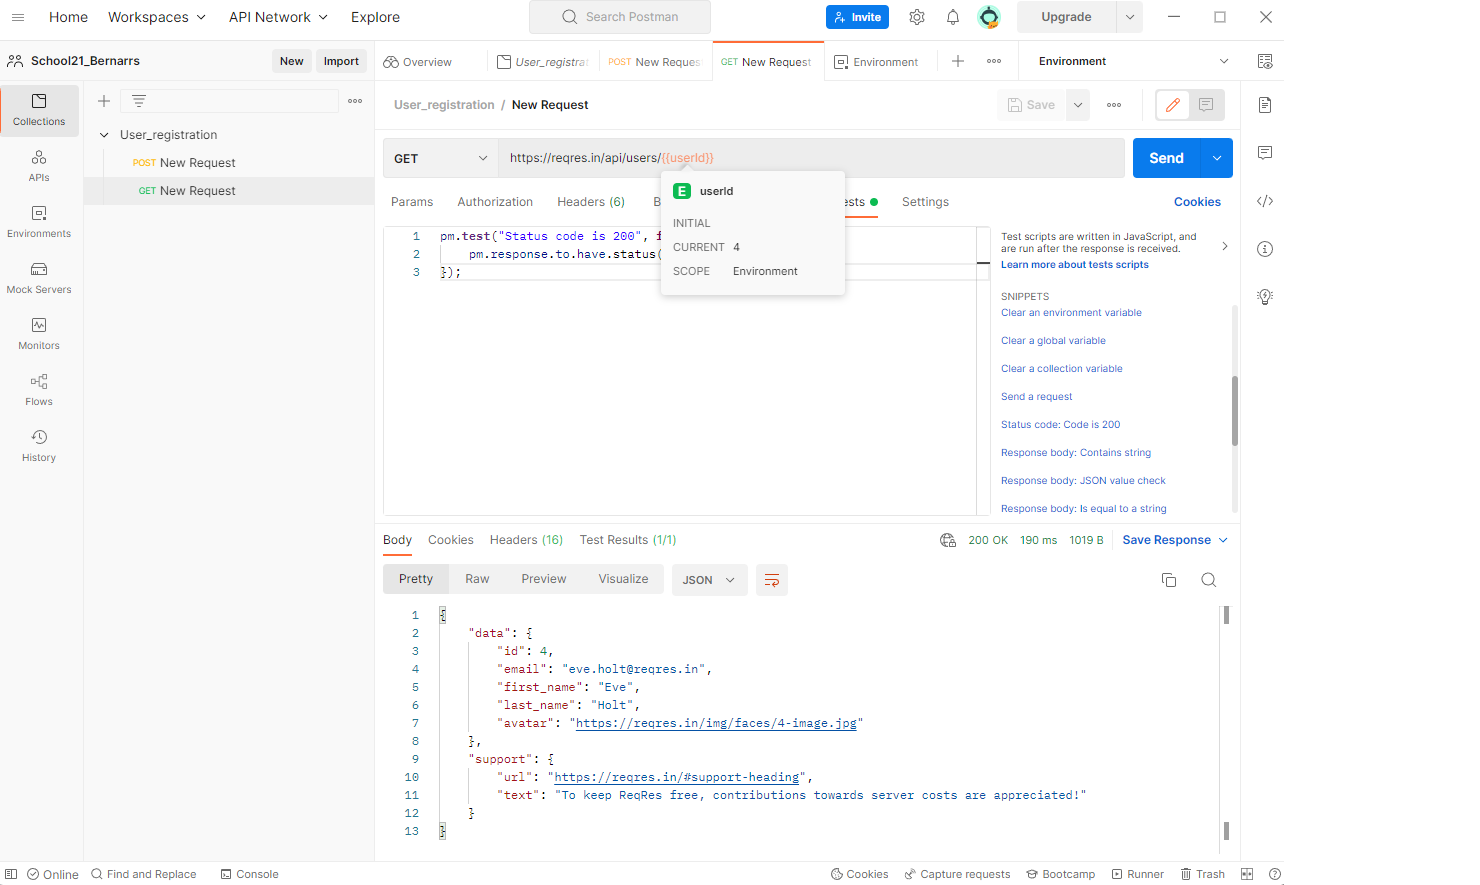 Home Workspaces API Network Explore Search Postman Invite Upgrade
School21_Bernarrs New Import Overview User_registra POST New Reques GET New Request Environment Environment
Collections
APIs
Environments
Mock Servers
Monitors
Flows
History
User_registration
POST New Request
GET New Request
User_registration / New Request Save
GET https://reqres.in/api/users/{{userId}} Send
E userId
INITIAL
CURRENT 4
SCOPE Environment
Params Authorization Headers (6) B ests Settings Cookies
1 pm.test("Status code is 200", f
2 pm.response.to.have.status(
3 });
Test scripts are written in JavaScript, and
are run after the response is received.
Learn more about tests scripts
SNIPPETS
Clear an environment variable
Clear a global variable
Clear a collection variable
Send a request
Status code: Code is 200
Response body: Contains string
Response body: JSON value check
Response body: Is equal to a string
Body Cookies Headers (16) Test Results (1/1) 200 OK 190 ms 1019 B Save Response
Pretty Raw Preview Visualize JSON
1 {
2 "data": {
3 "id": 4,
4 "email": "eve.holt@reqres.in",
5 "first_name": "Eve",
6 "last_name": "Holt",
7 "avatar": "https://reqres.in/img/faces/4-image.jpg"
8 },
9 "support": {
10 "url": "https://reqres.in/#support-heading",
11 "text": "To keep ReqRes free, contributions towards server costs are appreciated!"
12 }
13 }
Online Find and Replace Console Cookies Capture requests Bootcamp Runner Trash